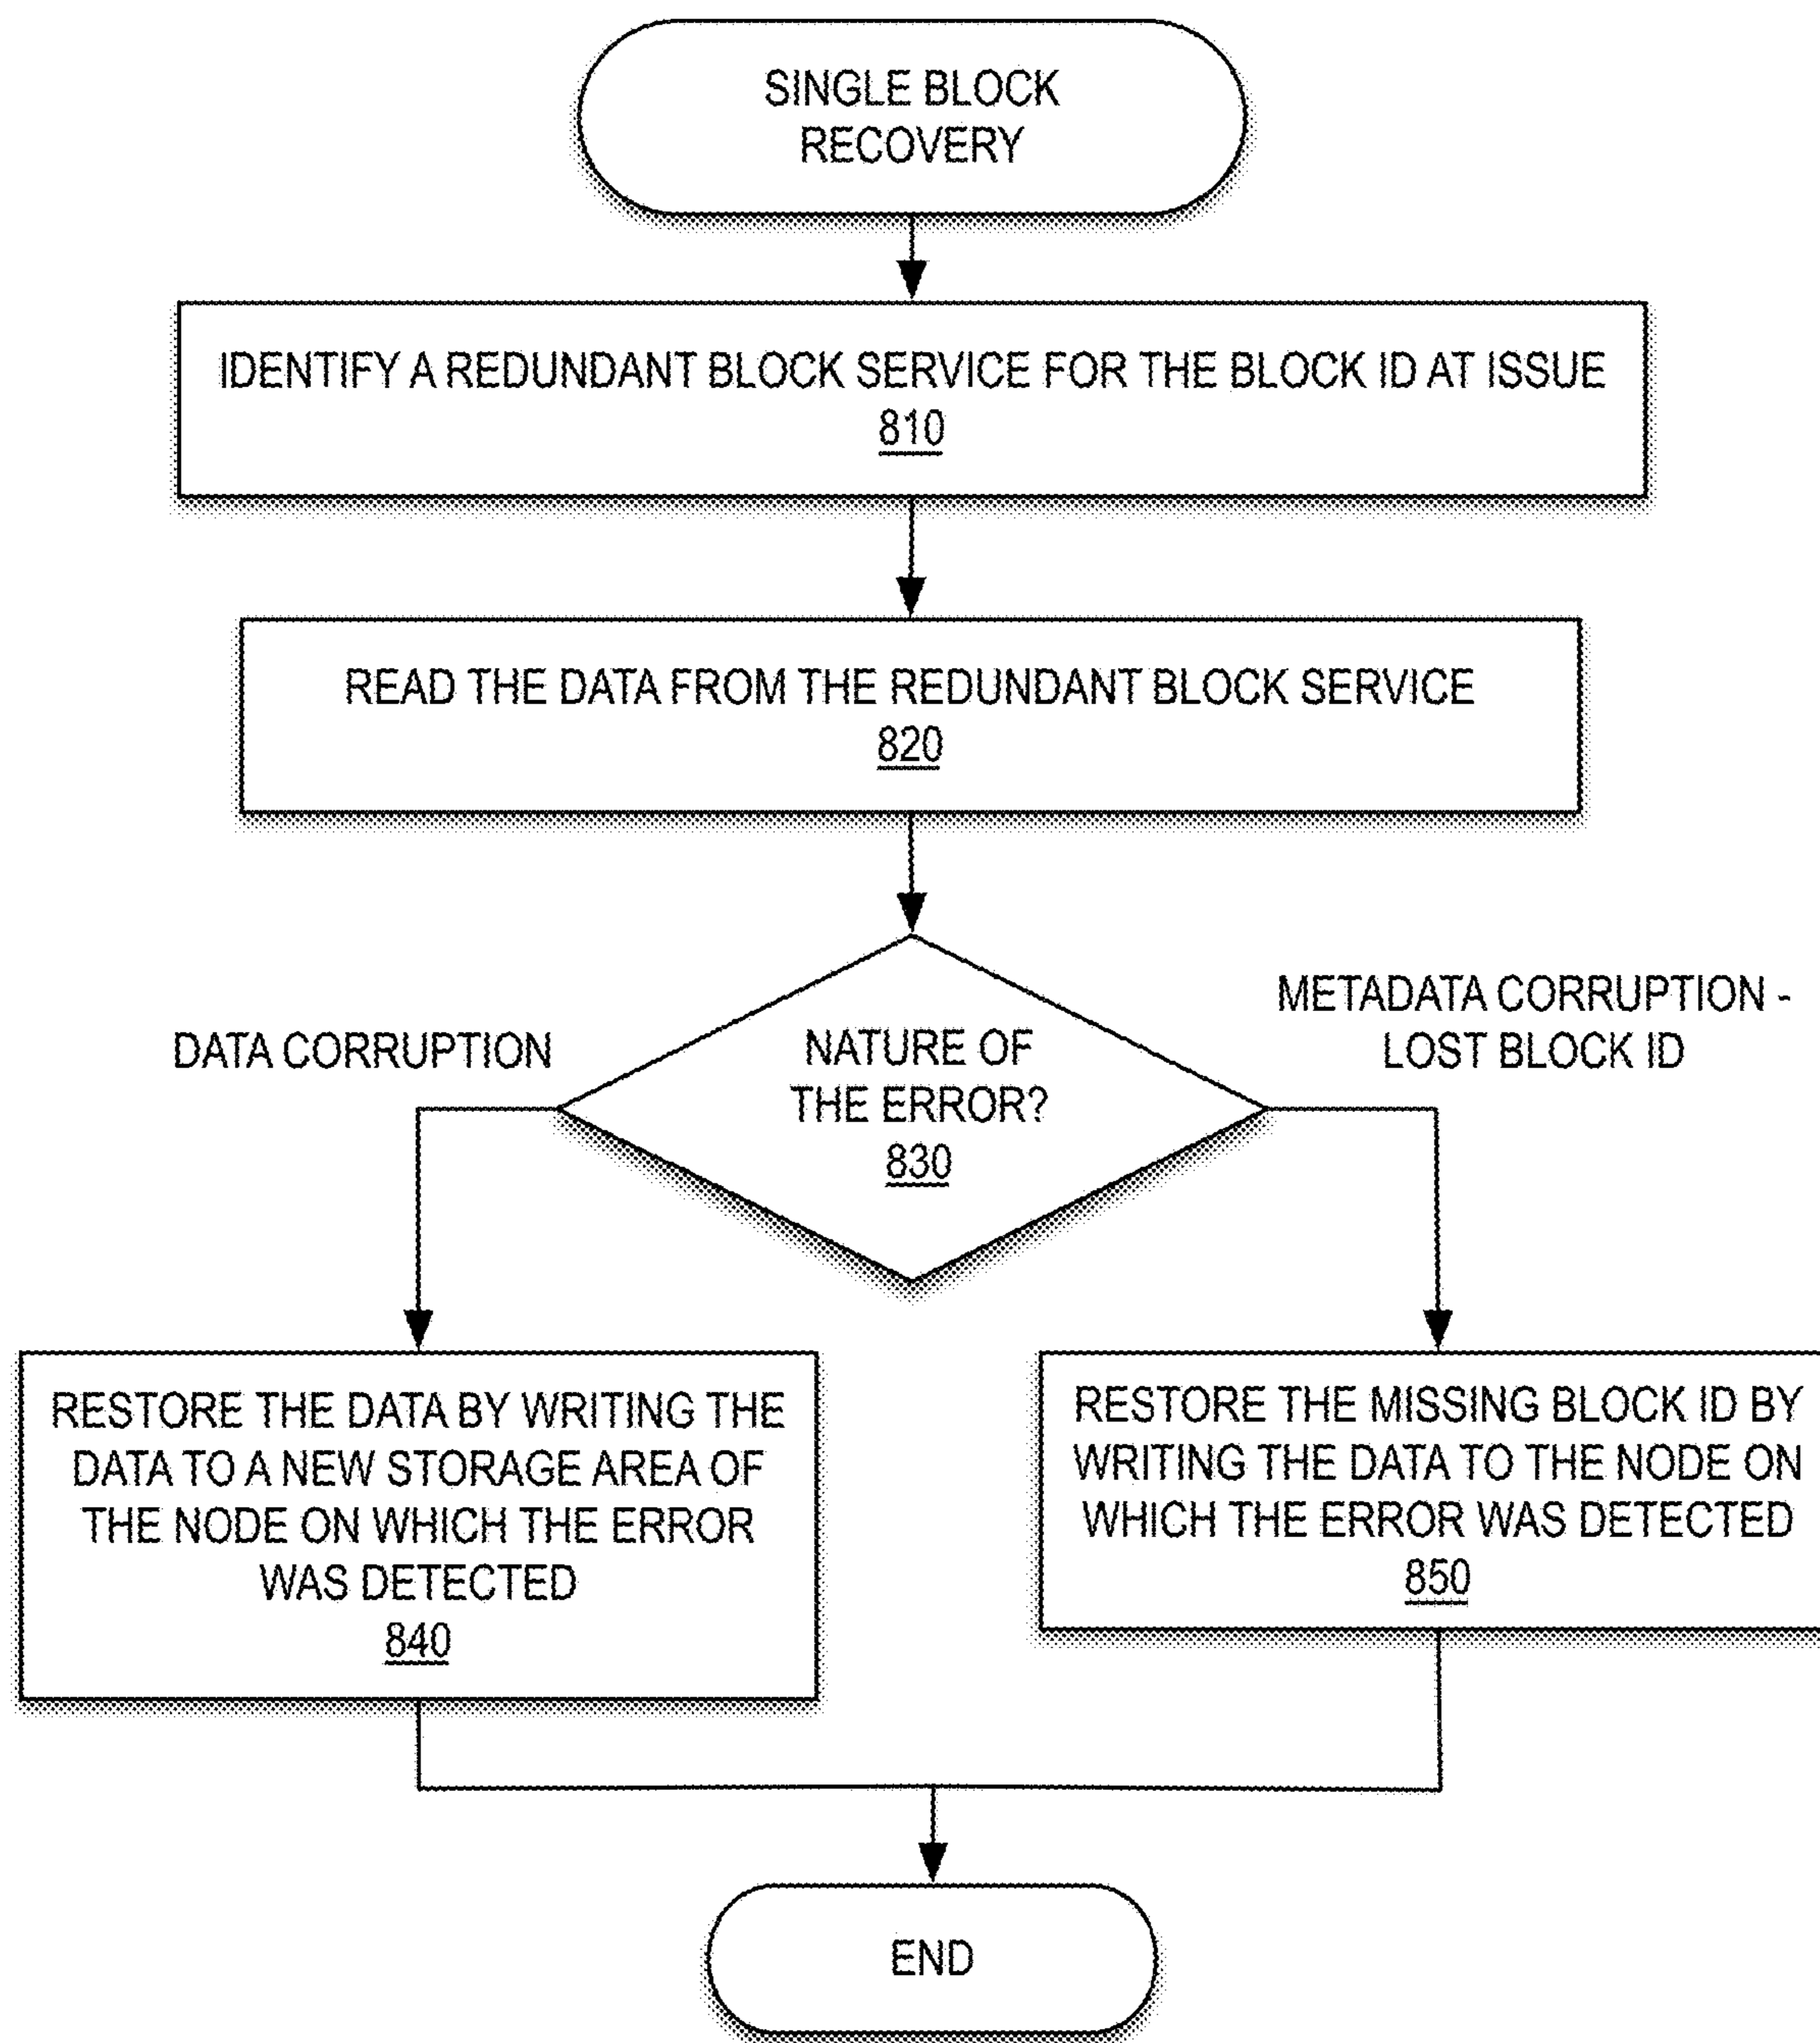 SINGLE BLOCK
RECOVERY
IDENTIFY A REDUNDANT BLOCK SERVICE FOR THE BLOCK ID AT ISSUE
810
READ THE DATA FROM THE REDUNDANT BLOCK SERVICE
820
DATA CORRUPTION
NATURE OF
THE ERROR?
830
METADATA CORRUPTION -
LOST BLOCK ID
RESTORE THE DATA BY WRITING THE
DATA TO A NEW STORAGE AREA OF
THE NODE ON WHICH THE ERROR
WAS DETECTED
840
RESTORE THE MISSING BLOCK ID BY
WRITING THE DATA TO THE NODE ON
WHICH THE ERROR WAS DETECTED
850
END